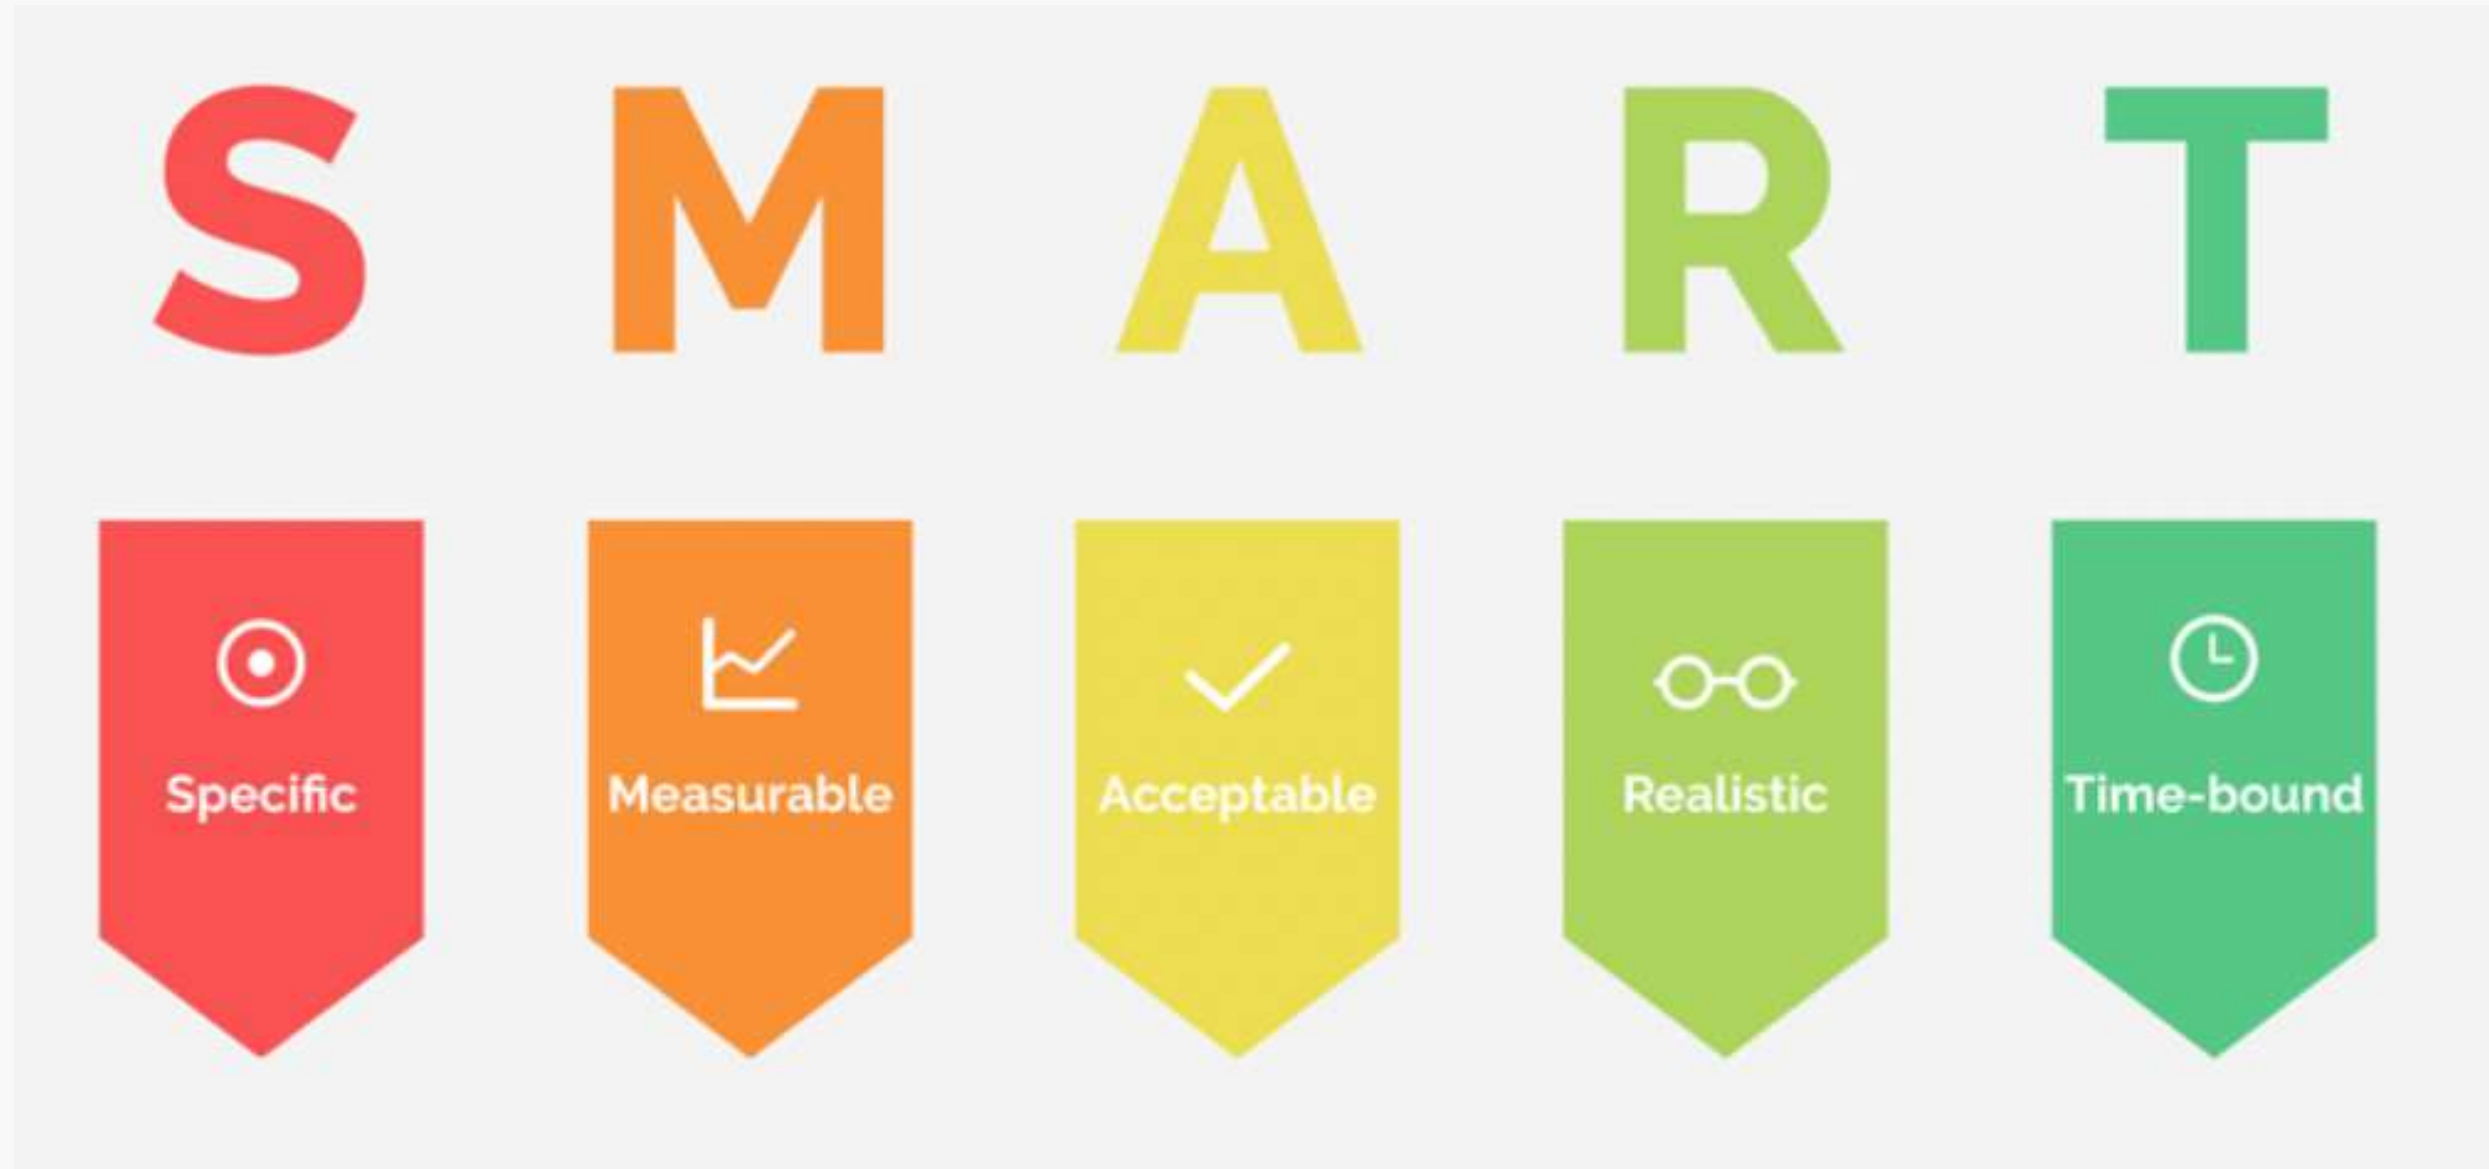 S M A R T
Specific
Measurable
Acceptable
Realistic
Time-bound